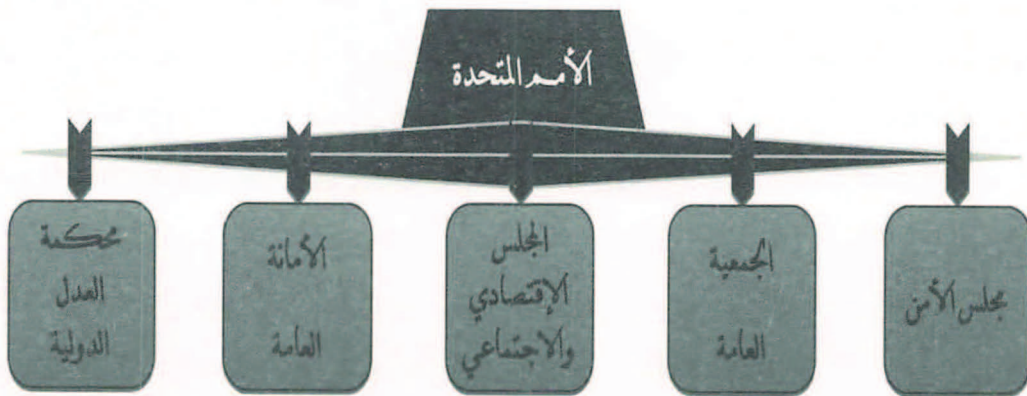 الأمم المتحدة
مجلس الأمن
الجمعية
العامة
المجلس
الإقتصادي
والاجتماعي
الأمانة
العامة
محكمة
العدل
الدولية